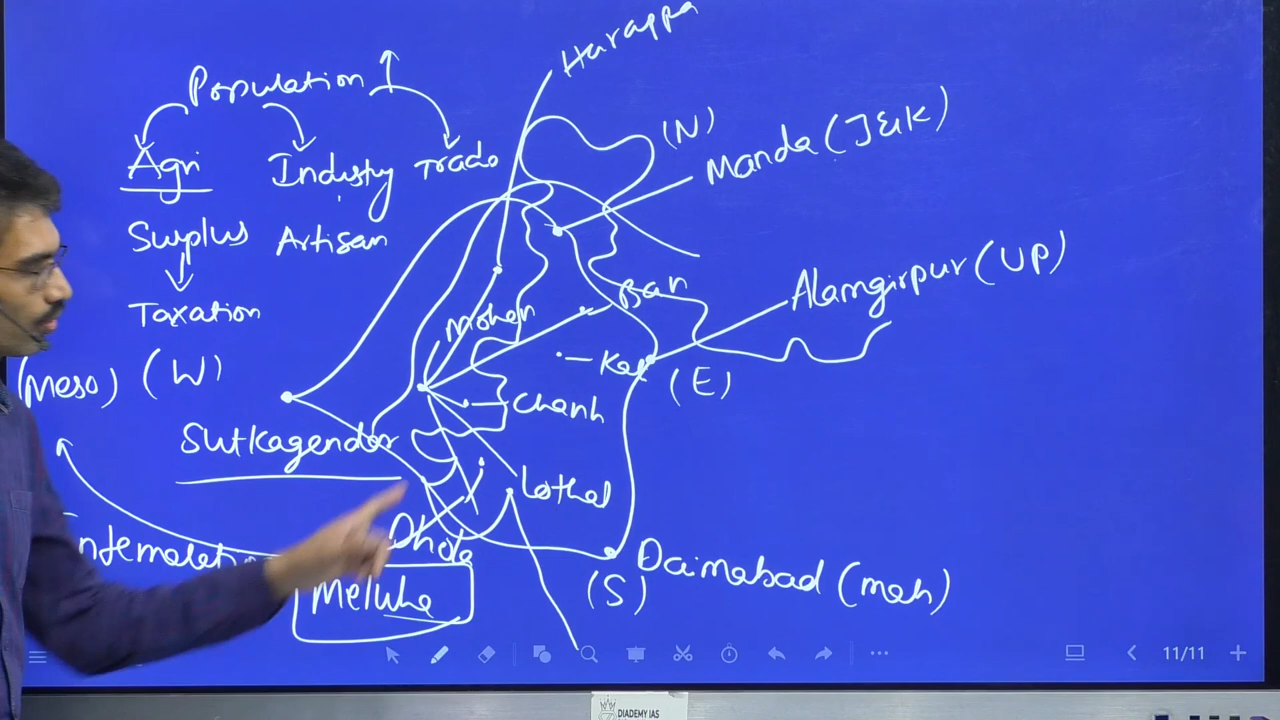 Harappa
Population ↑
(N)
Manda (J&K)
Agri Industry Trade
Surplus Artisan
Alamgirpur (UP)
Ban
Taxation
Mohen
Kal
(Meso) (W)
(E)
Chanh
Sutkagendor
Lothal
Dhola
Daimabad (mah)
Meluha
(S)
11/11
DIADEMY IAS